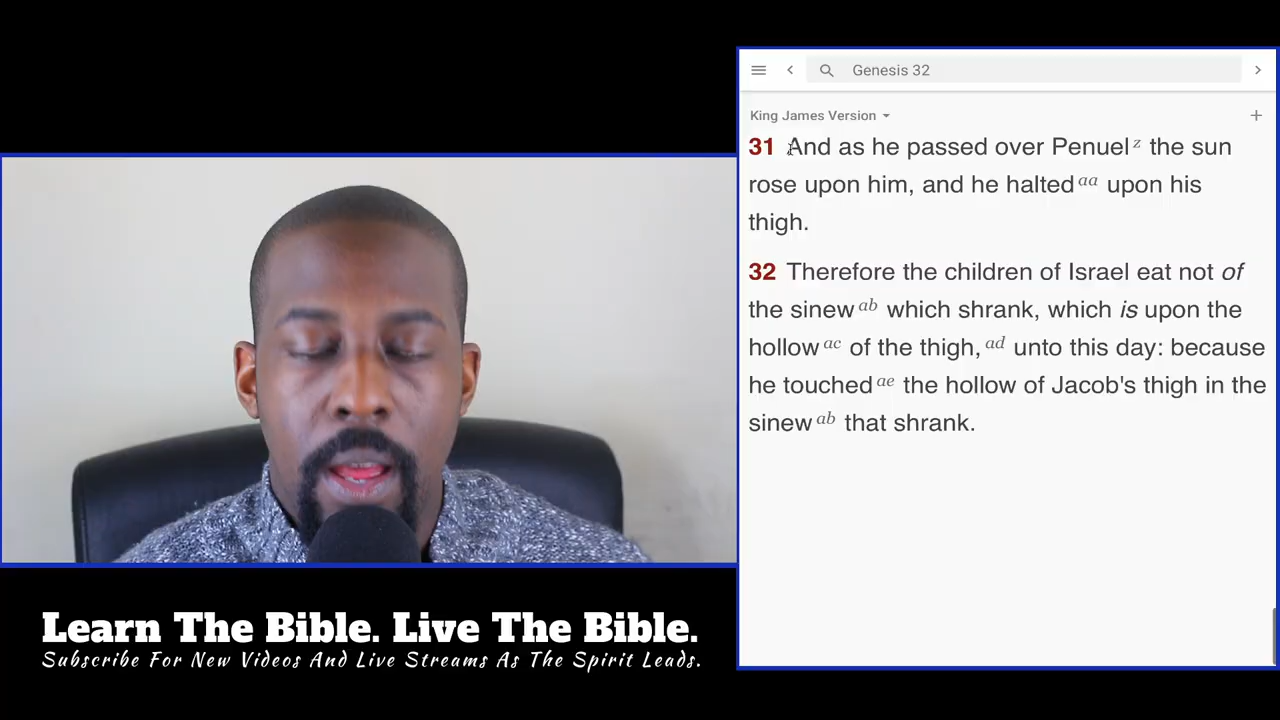 Genesis 32
King James Version
31 And as he passed over Penuel z the sun
rose upon him, and he halted aa upon his
thigh.
32 Therefore the children of Israel eat not of
the sinew ab which shrank, which is upon the
hollow ac of the thigh, ad unto this day: because
he touched ae the hollow of Jacob's thigh in the
sinew ab that shrank.
Learn The Bible. Live The Bible.
Subscribe For New Videos And Live Streams As The Spirit Leads.